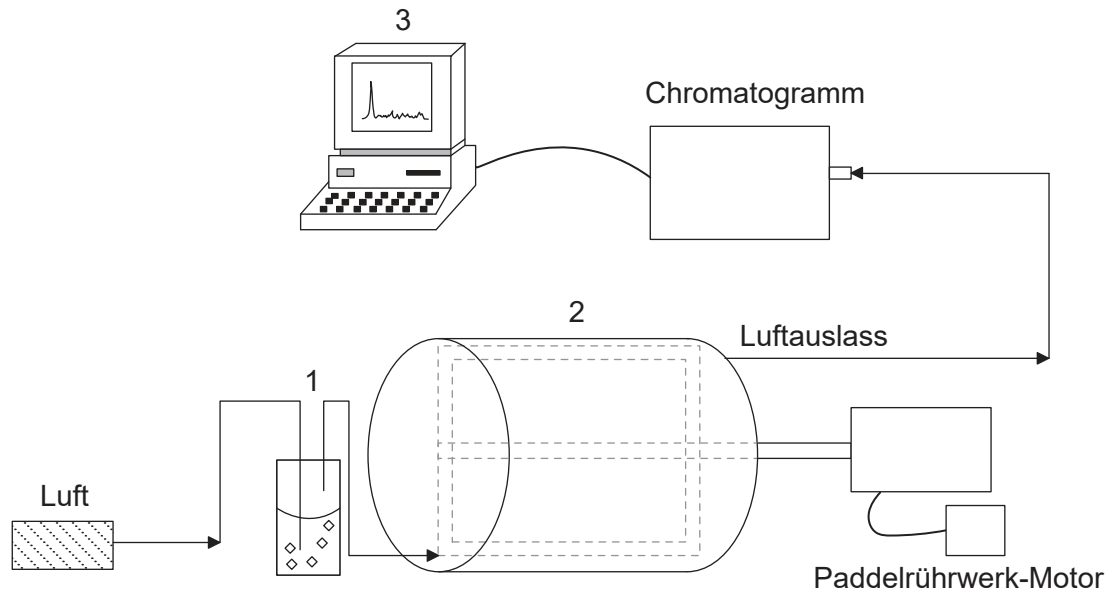 3
Chromatogramm
2
Luftauslass
1
Luft
Paddelrührwerk-Motor